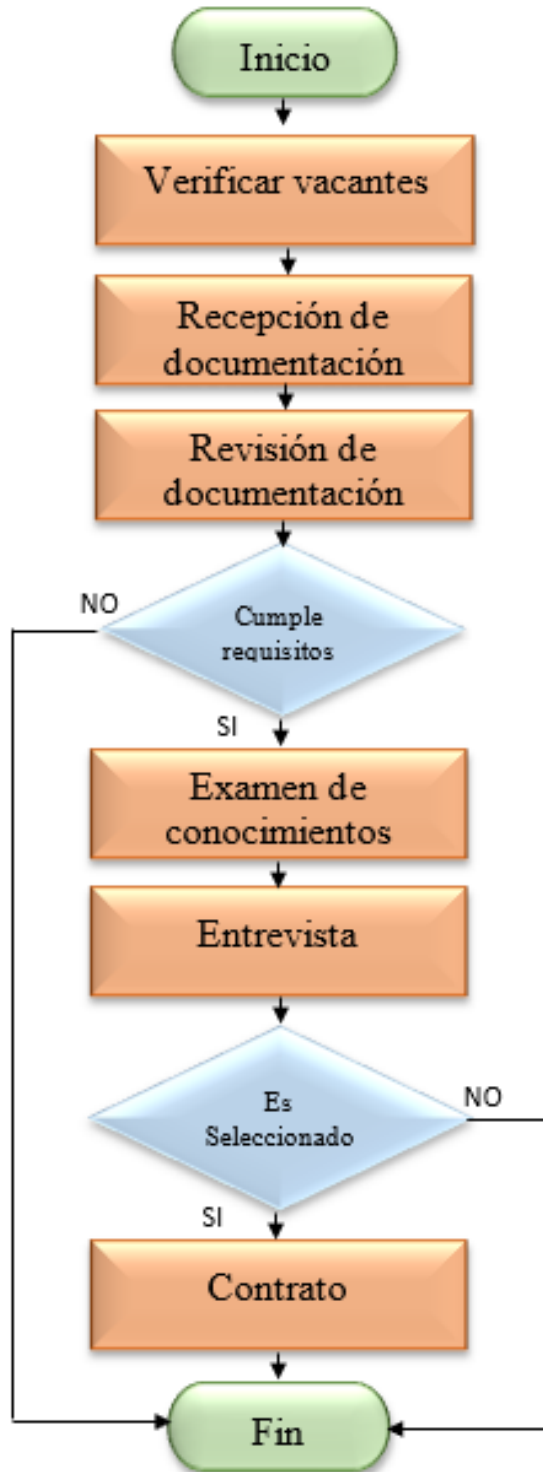 Inicio
Verificar vacantes
Recepción de
documentación
Revisión de
documentación
NO
Cumple
requisitos
SI
Examen de
conocimientos
Entrevista
Es
Seleccionado
NO
SI
Contrato
Fin